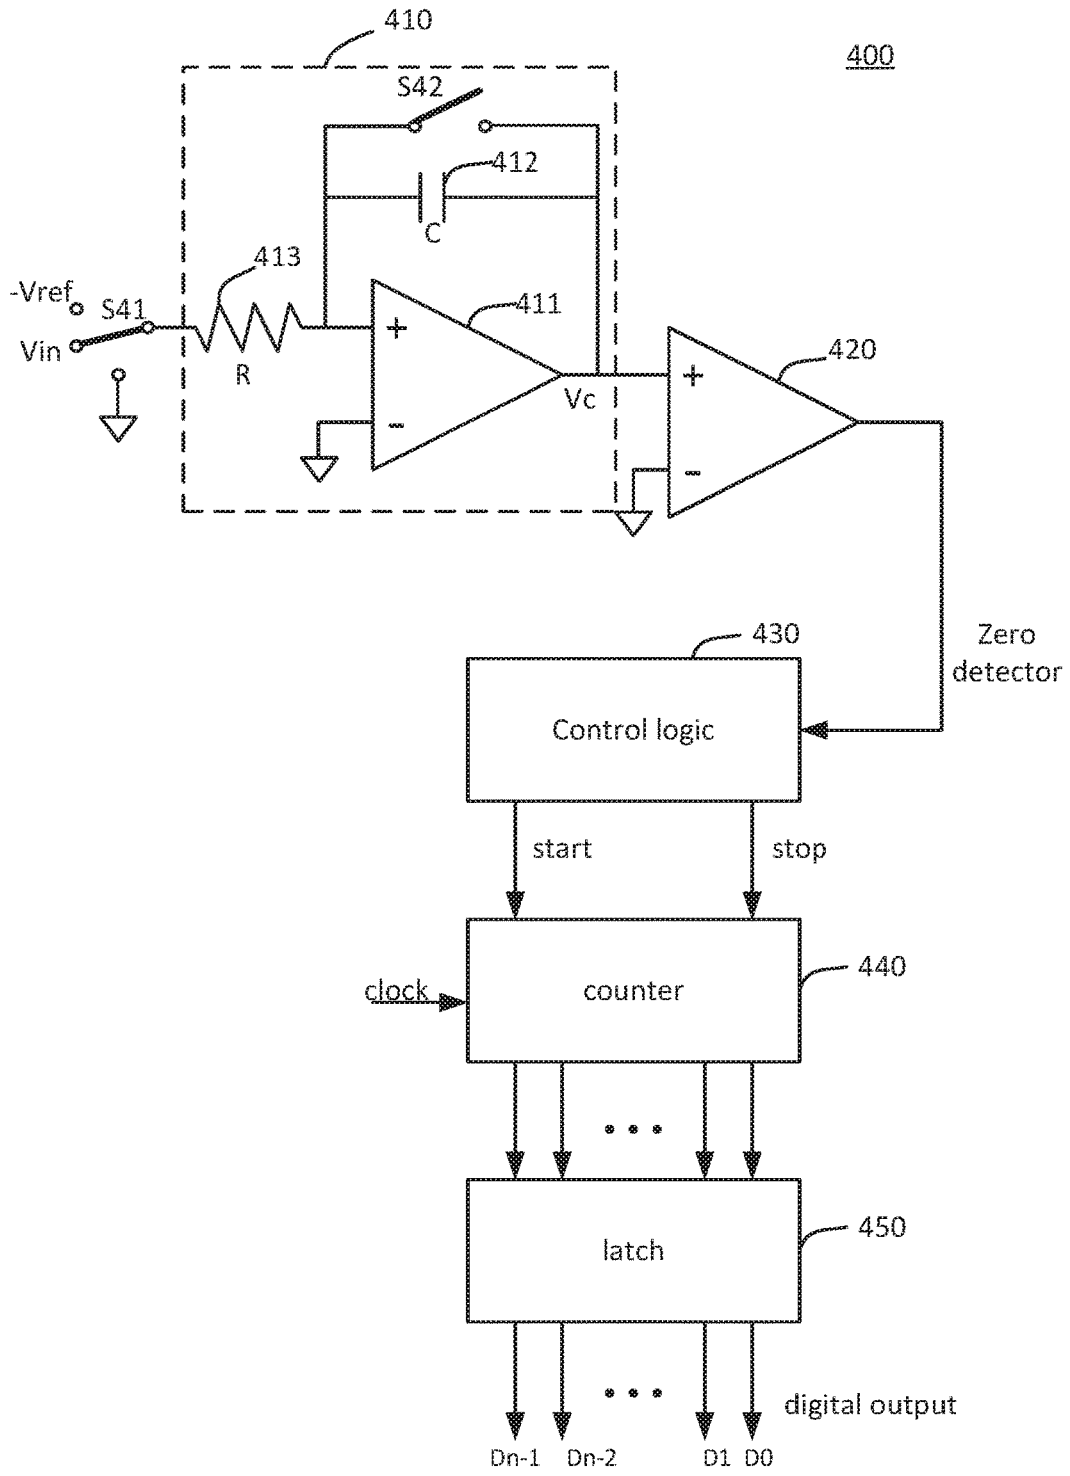 410
400
S42
412
C
413
-Vref
S41
Vin
R
+
411
-
Vc
420
+
-
430
Zero
detector
Control logic
start
stop
440
clock
counter
• • •
450
latch
• • •
digital output
Dn-1 Dn-2 D1 D0